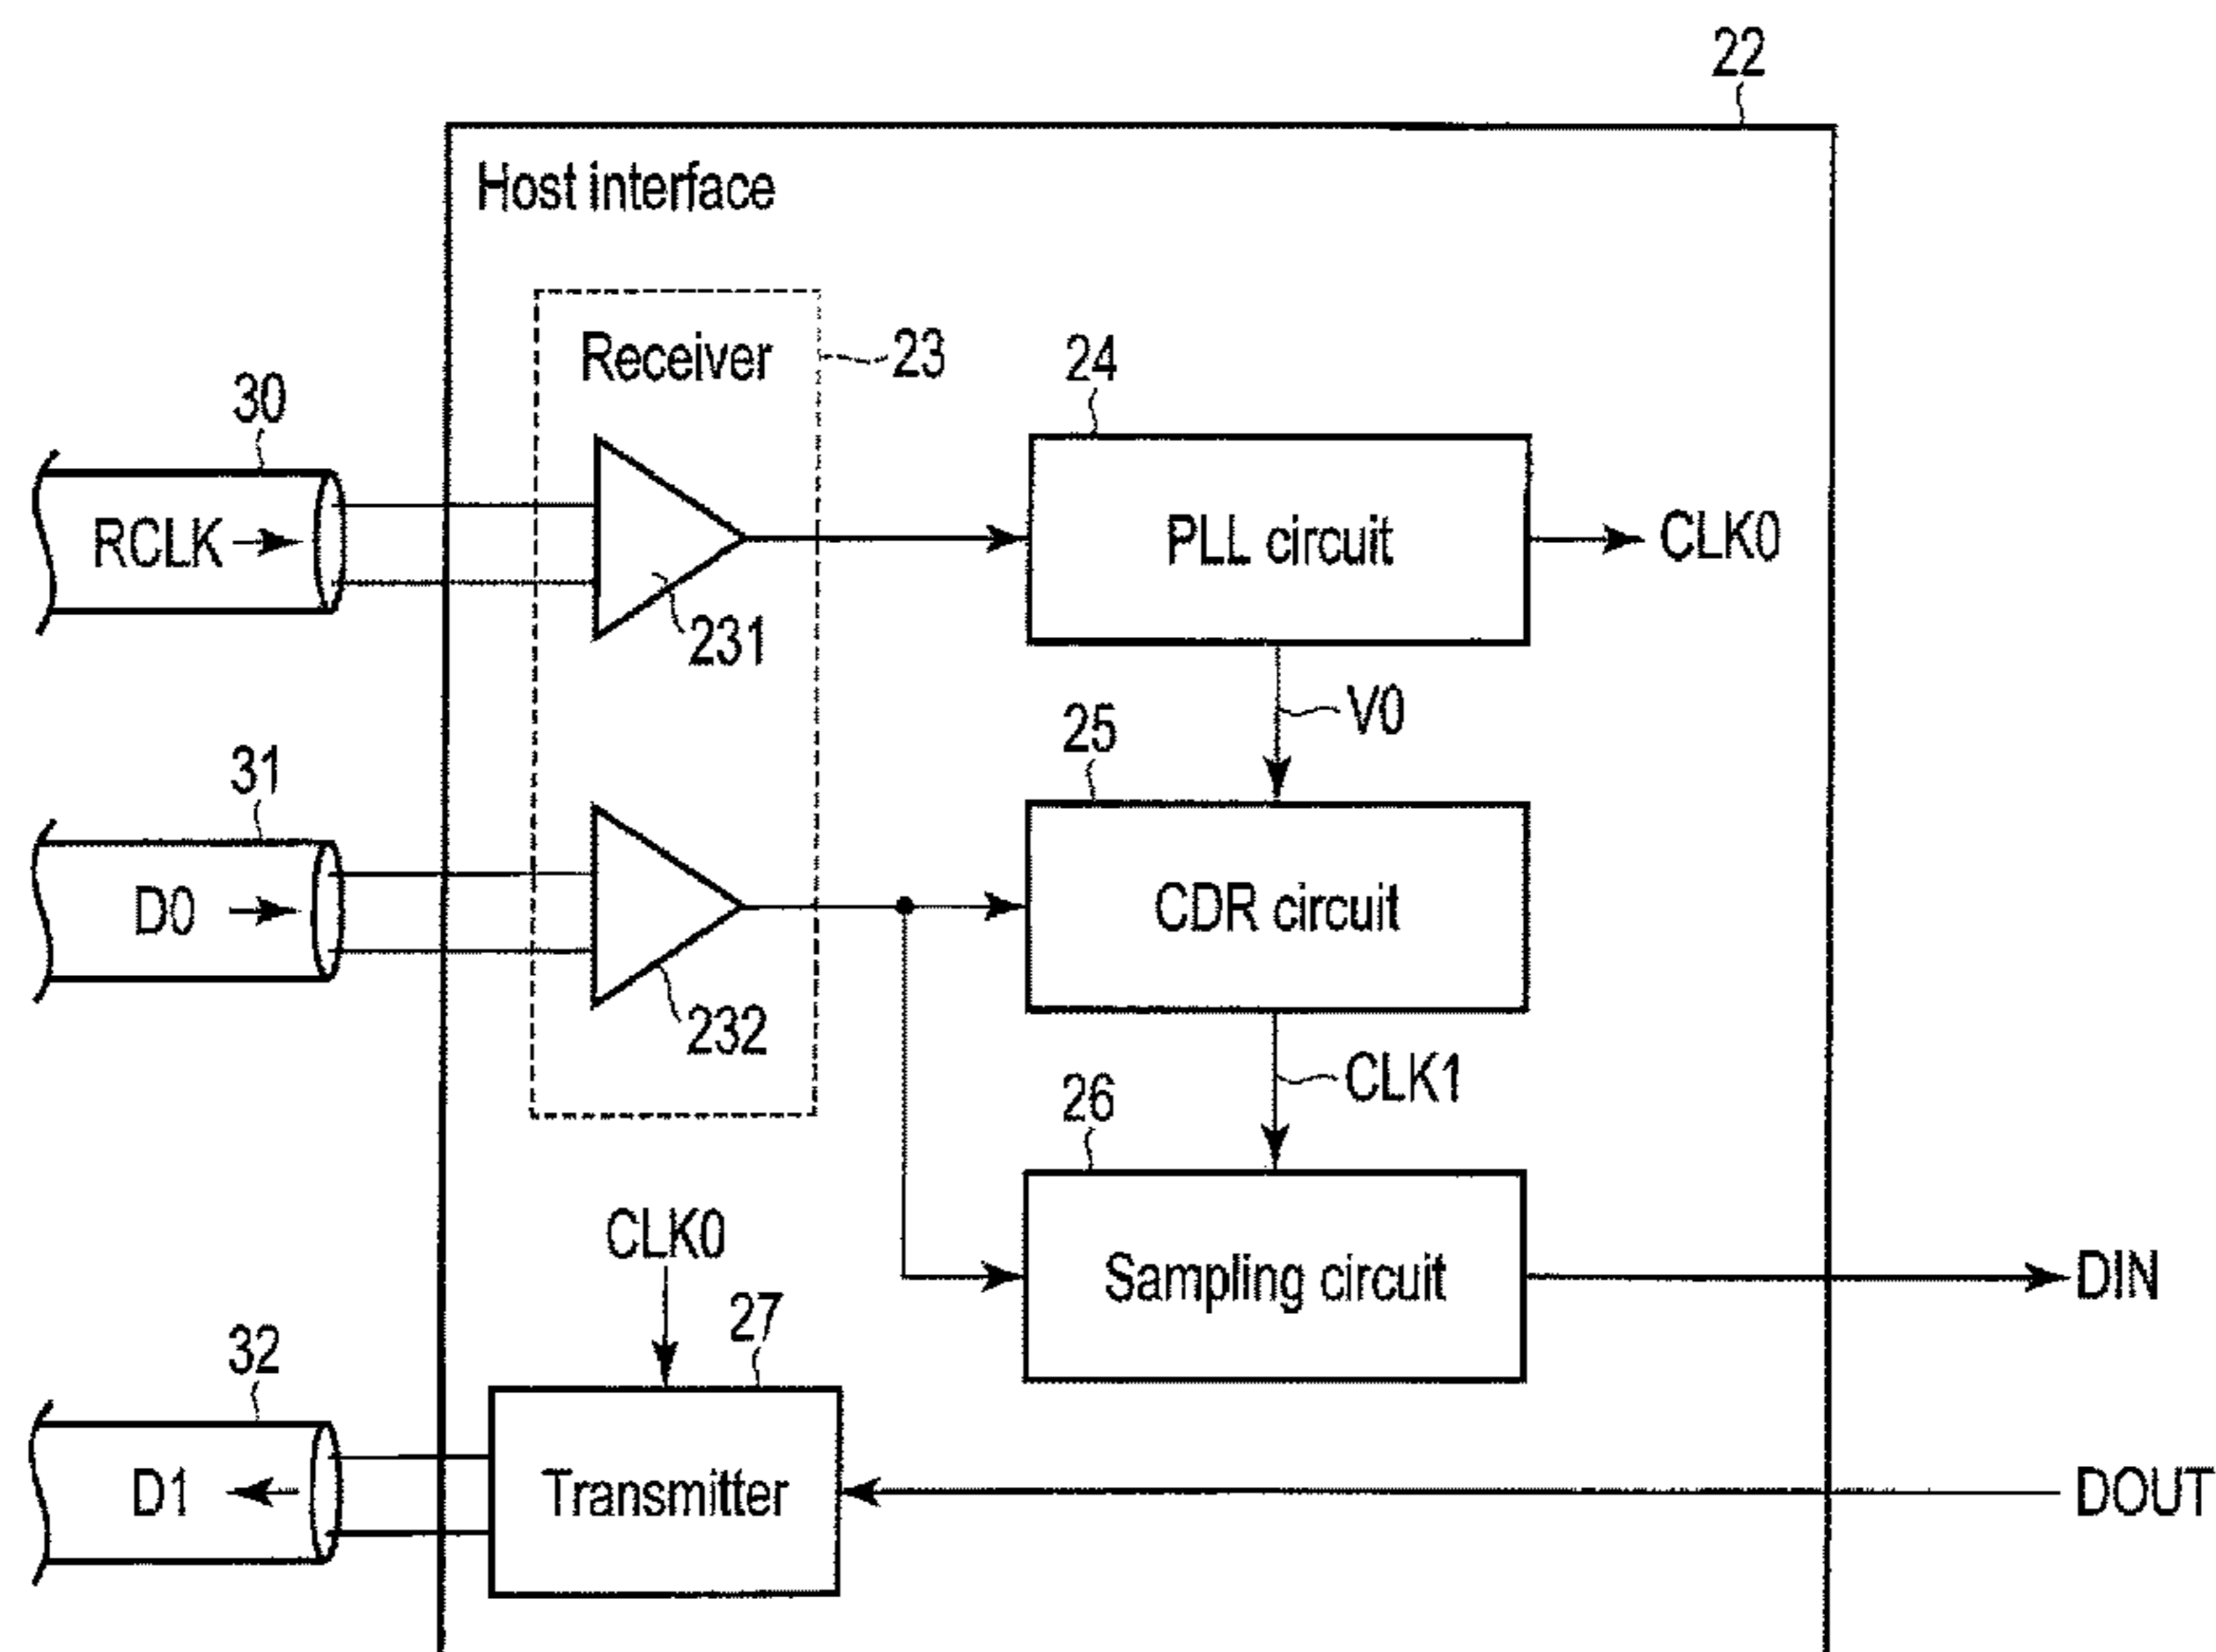 22
Host interface
Receiver
23
24
30
RCLK
PLL circuit
CLK0
231
V0
25
31
D0
CDR circuit
232
CLK1
26
CLK0
Sampling circuit
DIN
27
32
D1
Transmitter
DOUT